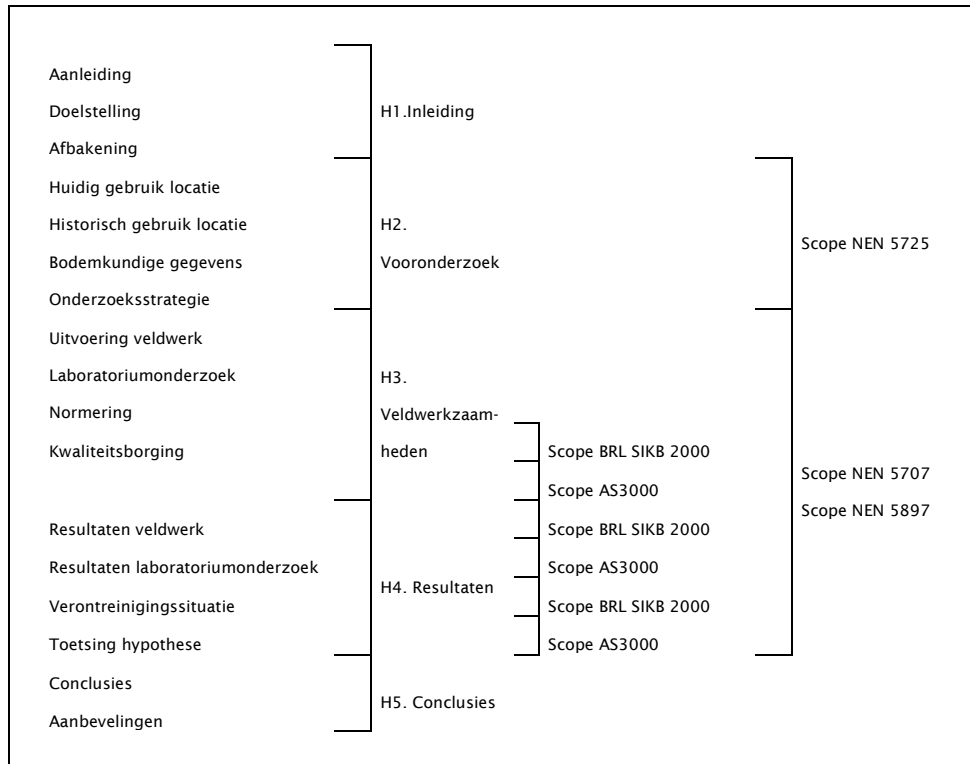 Aanleiding
Doelstelling
H1.Inleiding
Afbakening
Huidig gebruik locatie
Historisch gebruik locatie
H2.
Scope NEN 5725
Bodemkundige gegevens
Vooronderzoek
Onderzoeksstrategie
Uitvoering veldwerk
Laboratoriumonderzoek
H3.
Normering
Veldwerkzaam-
Kwaliteitsborging
heden
Scope BRL SIKB 2000
Scope NEN 5707
Scope AS3000
Scope NEN 5897
Resultaten veldwerk
Scope BRL SIKB 2000
Resultaten laboratoriumonderzoek
H4. Resultaten
Scope AS3000
Verontreinigingssituatie
Scope BRL SIKB 2000
Toetsing hypothese
Scope AS3000
Conclusies
H5. Conclusies
Aanbevelingen